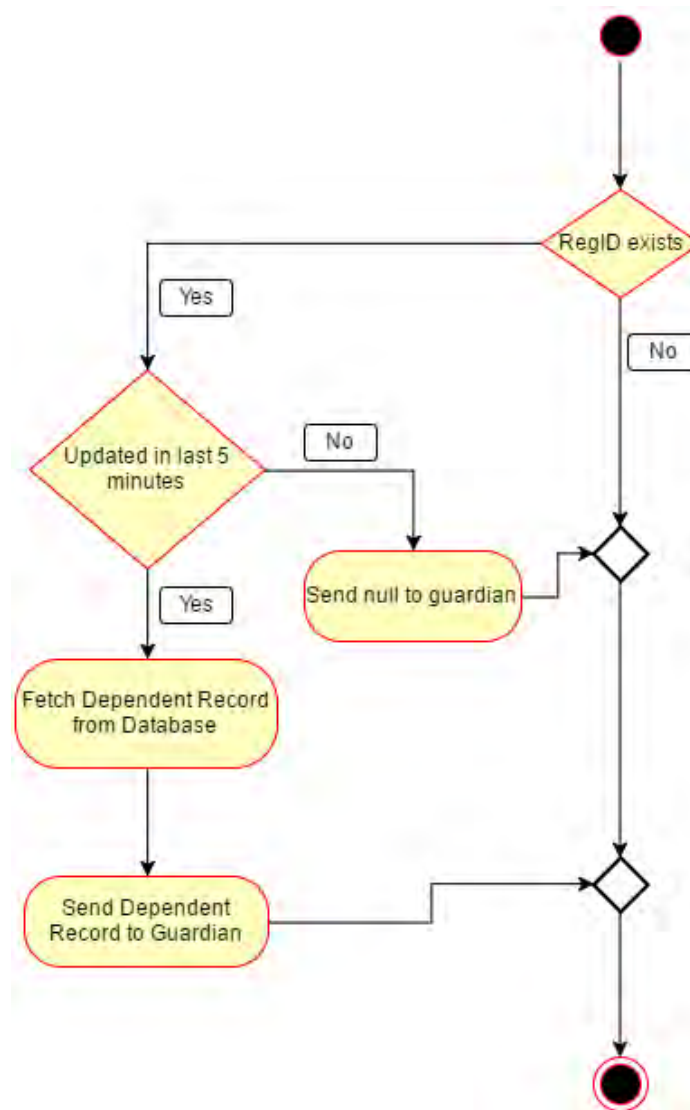 RegID exists
Yes
No
Updated in last 5
minutes
No
Send null to guardian
Yes
Fetch Dependent Record
from Database
Send Dependent
Record to Guardian